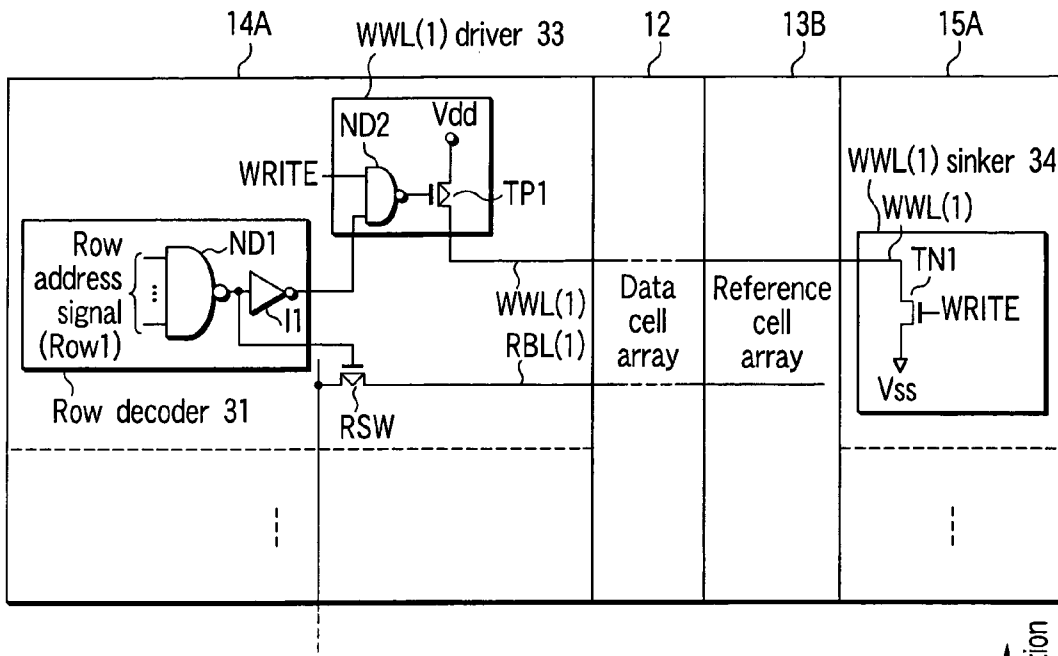 14A
WWL(1) driver 33
12
13B
15A
Vdd
ND2
WRITE
TP1
WWL(1) sinker 34
WWL(1)
TN1
WRITE
Vss
Row
address
signal
(Row1)
ND1
I1
WWL(1)
RBL(1)
Data
cell
array
Reference
cell
array
Row decoder 31
RSW